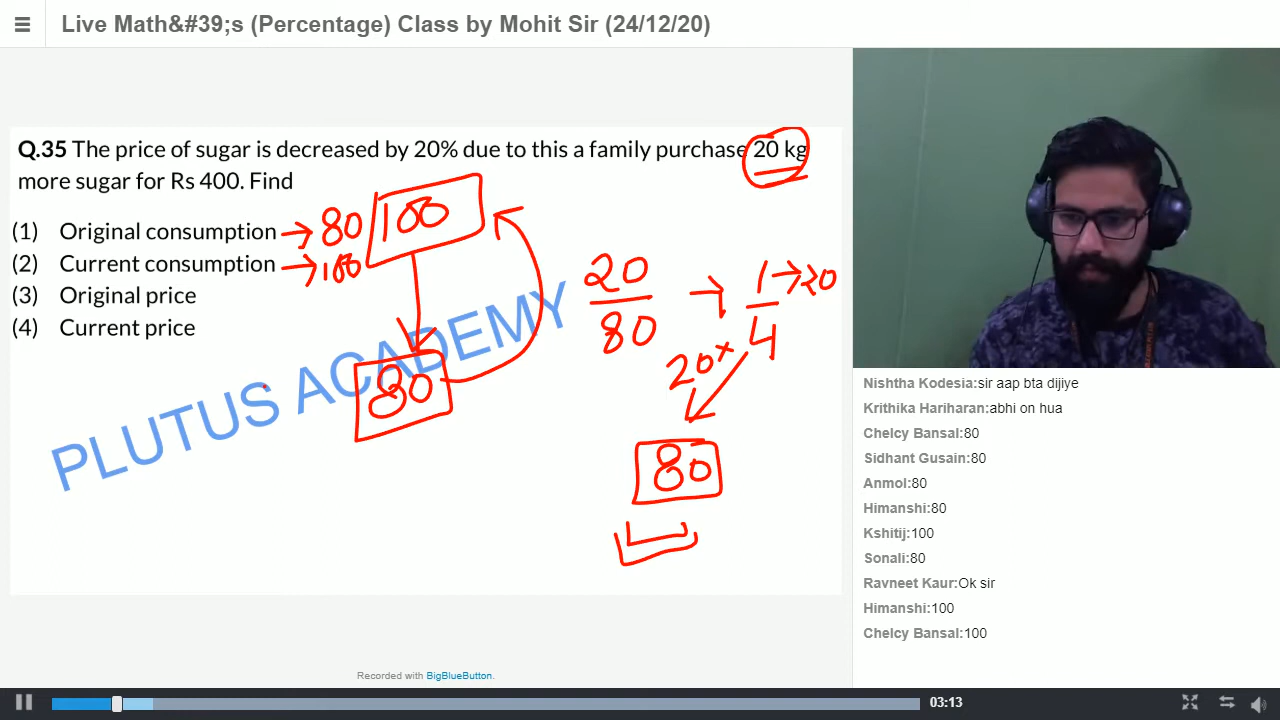 Live Math&#39;s (Percentage) Class by Mohit Sir (24/12/20)
Q.35 The price of sugar is decreased by 20% due to this a family purchase 20 kg
more sugar for Rs 400. Find
(1) Original consumption → 80
(2) Current consumption → 100
(3) Original price
(4) Current price
100
80
20/80 → 1/4
→ 20
20×
80
PLUTUS ACADEMY
Nishtha Kodesia:sir aap bta dijiye
Krithika Hariharan:abhi on hua
Chelcy Bansal:80
Sidhant Gusain:80
Anmol:80
Himanshi:80
Kshitij:100
Sonali:80
Ravneet Kaur:Ok sir
Himanshi:100
Chelcy Bansal:100
Recorded with BigBlueButton.
03:13